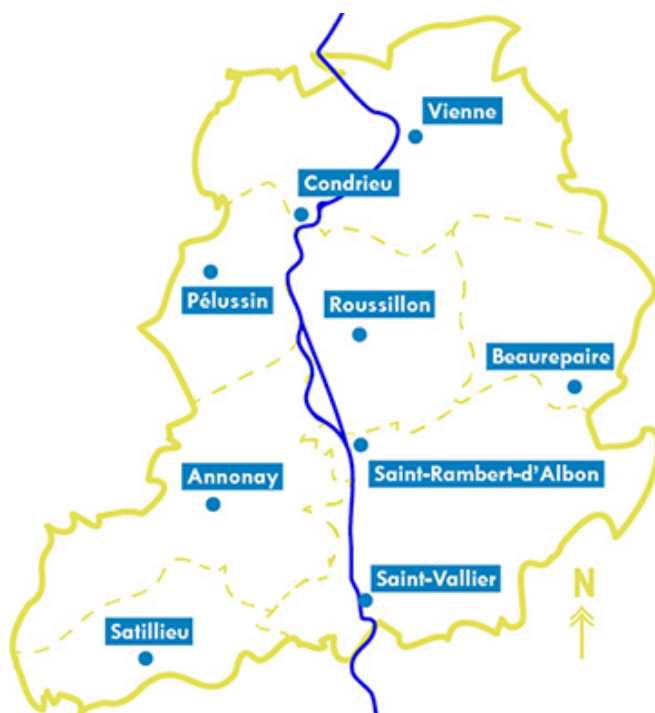 Vienne
Condrieu
Pélussin
Roussillon
Beaurepaire
Annonay
Saint-Rambert-d'Albon
Saint-Vallier
N
Satillieu